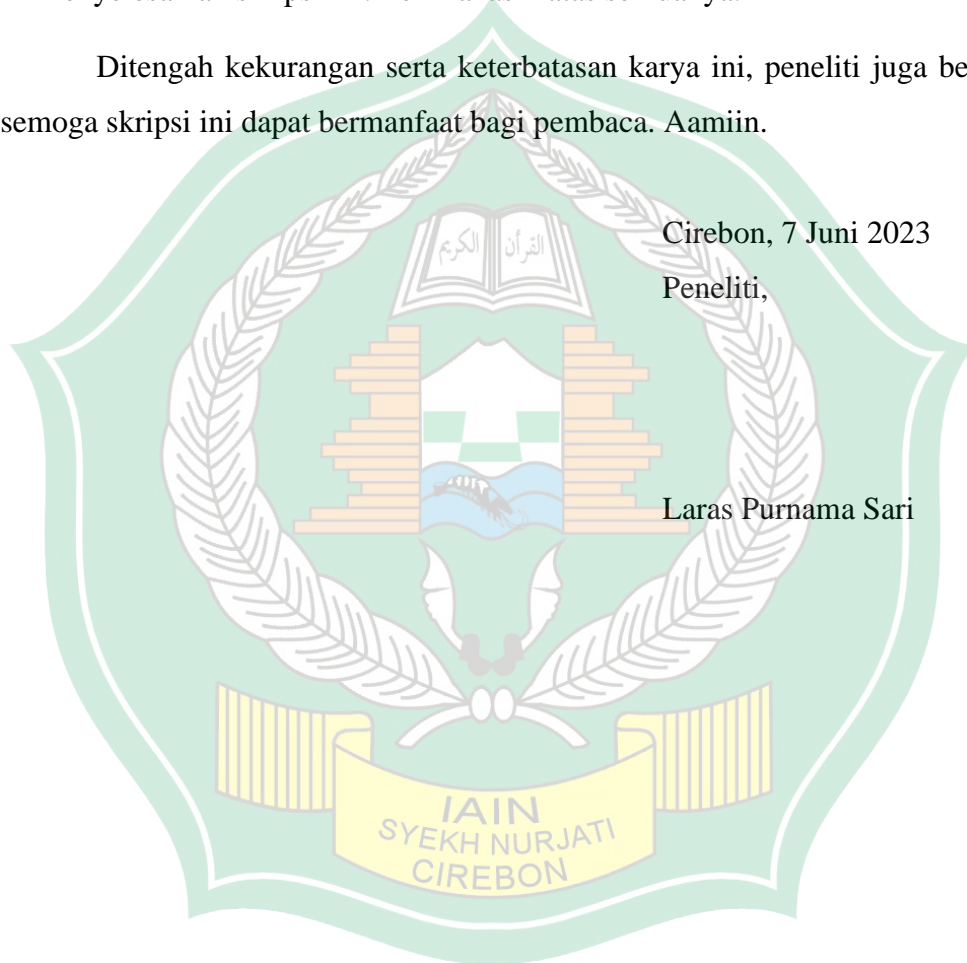 Ditengah kekurangan serta keterbatasan karya ini, peneliti juga be
semoga skripsi ini dapat bermanfaat bagi pembaca. Aamiin.
Cirebon, 7 Juni 2023
Peneliti,
القرأن الكريم
Laras Purnama Sari
IAIN
SYEKH NURJATI
CIREBON